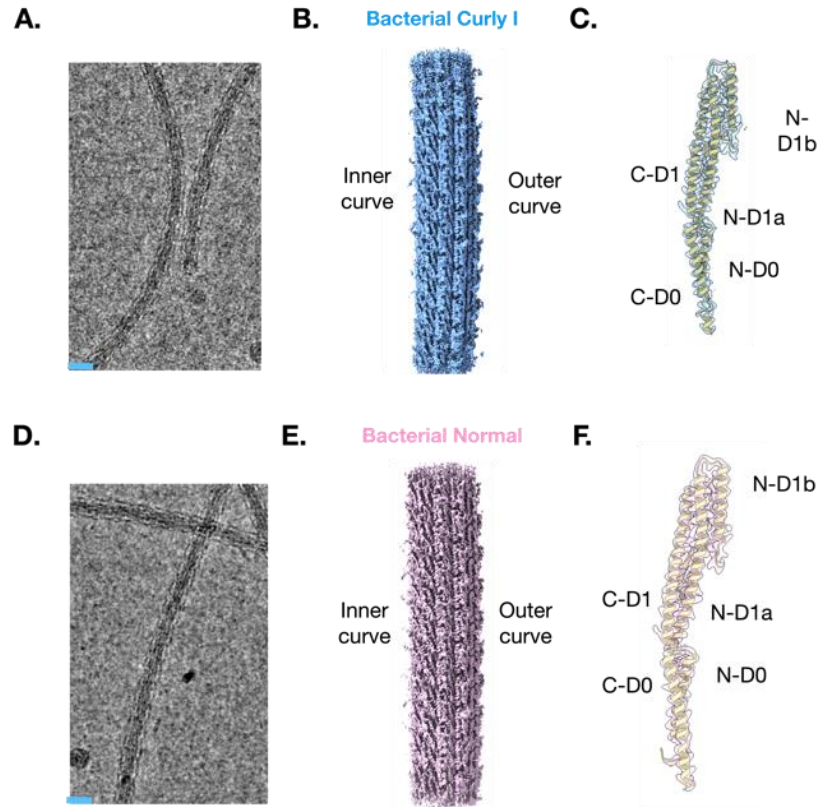 A.
B.
Bacterial Curly I
C.
Inner
curve
Outer
curve
N-
D1b
C-D1
N-D1a
N-D0
C-D0
D.
E.
Bacterial Normal
F.
Inner
curve
Outer
curve
N-D1b
C-D1
N-D1a
C-D0
N-D0